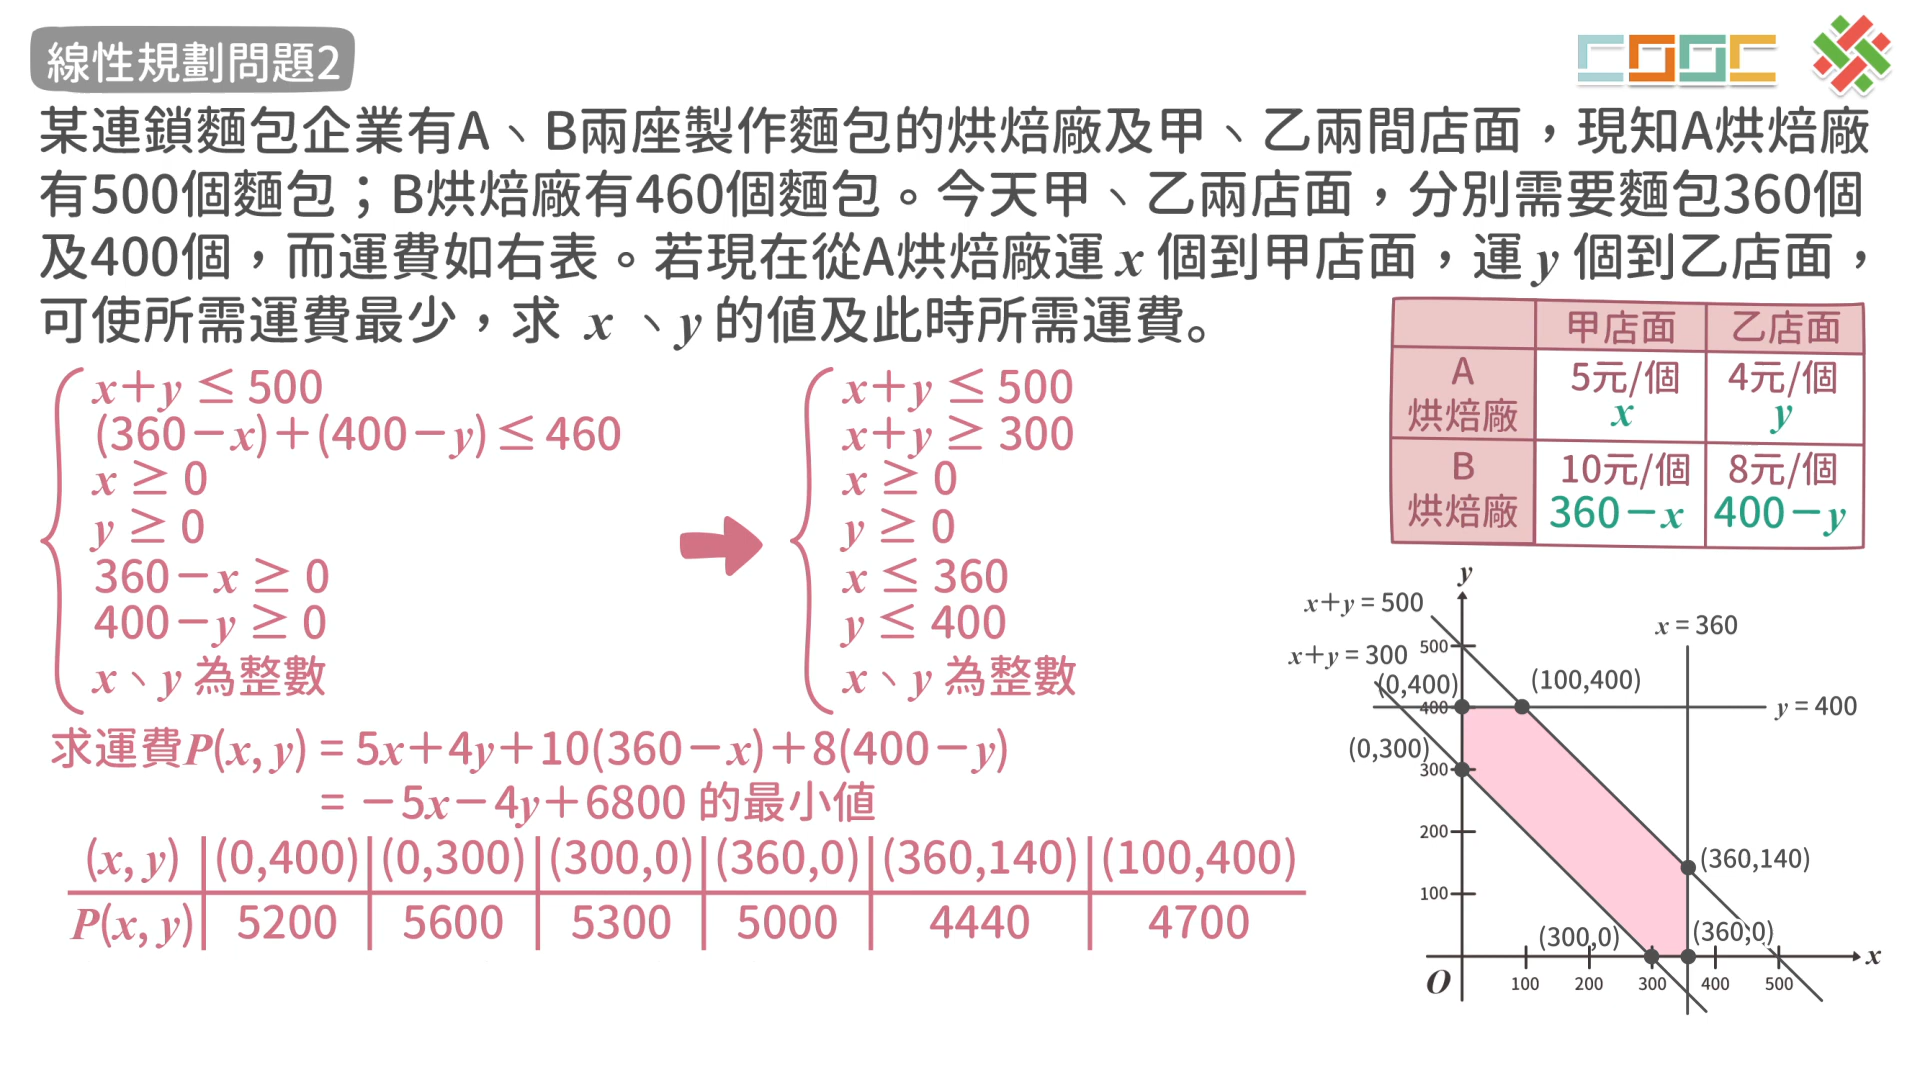 線性規劃問題2
COOC
某連鎖麵包企業有A、B兩座製作麵包的烘焙廠及甲、乙兩間店面,現知A烘焙廠
有500個麵包;B烘焙廠有460個麵包。今天甲、乙兩店面,分別需要麵包360個
及400個,而運費如右表。若現在從A烘焙廠運 x 個到甲店面,運 y 個到乙店面,
可使所需運費最少,求 x、y 的值及此時所需運費。
甲店面 乙店面
A 烘焙廠 5元/個 x 4元/個 y
B 烘焙廠 10元/個 360-x 8元/個 400-y
x+y ≤ 500
(360-x)+(400-y) ≤ 460
x ≥ 0
y ≥ 0
360-x ≥ 0
400-y ≥ 0
x、y 為整數
x+y ≤ 500
x+y ≥ 300
x ≥ 0
y ≥ 0
x ≤ 360
y ≤ 400
x、y 為整數
求運費P(x, y) = 5x+4y+10(360-x)+8(400-y)
= -5x-4y+6800 的最小值
(x, y) (0,400) (0,300) (300,0) (360,0) (360,140) (100,400)
P(x, y) 5200 5600 5300 5000 4440 4700
y
x+y = 500
x = 360
500
x+y = 300
(0,400)
(100,400)
400
y = 400
(0,300)
300
200
(360,140)
100
(300,0)
(360,0)
x
O
100 200 300 400 500